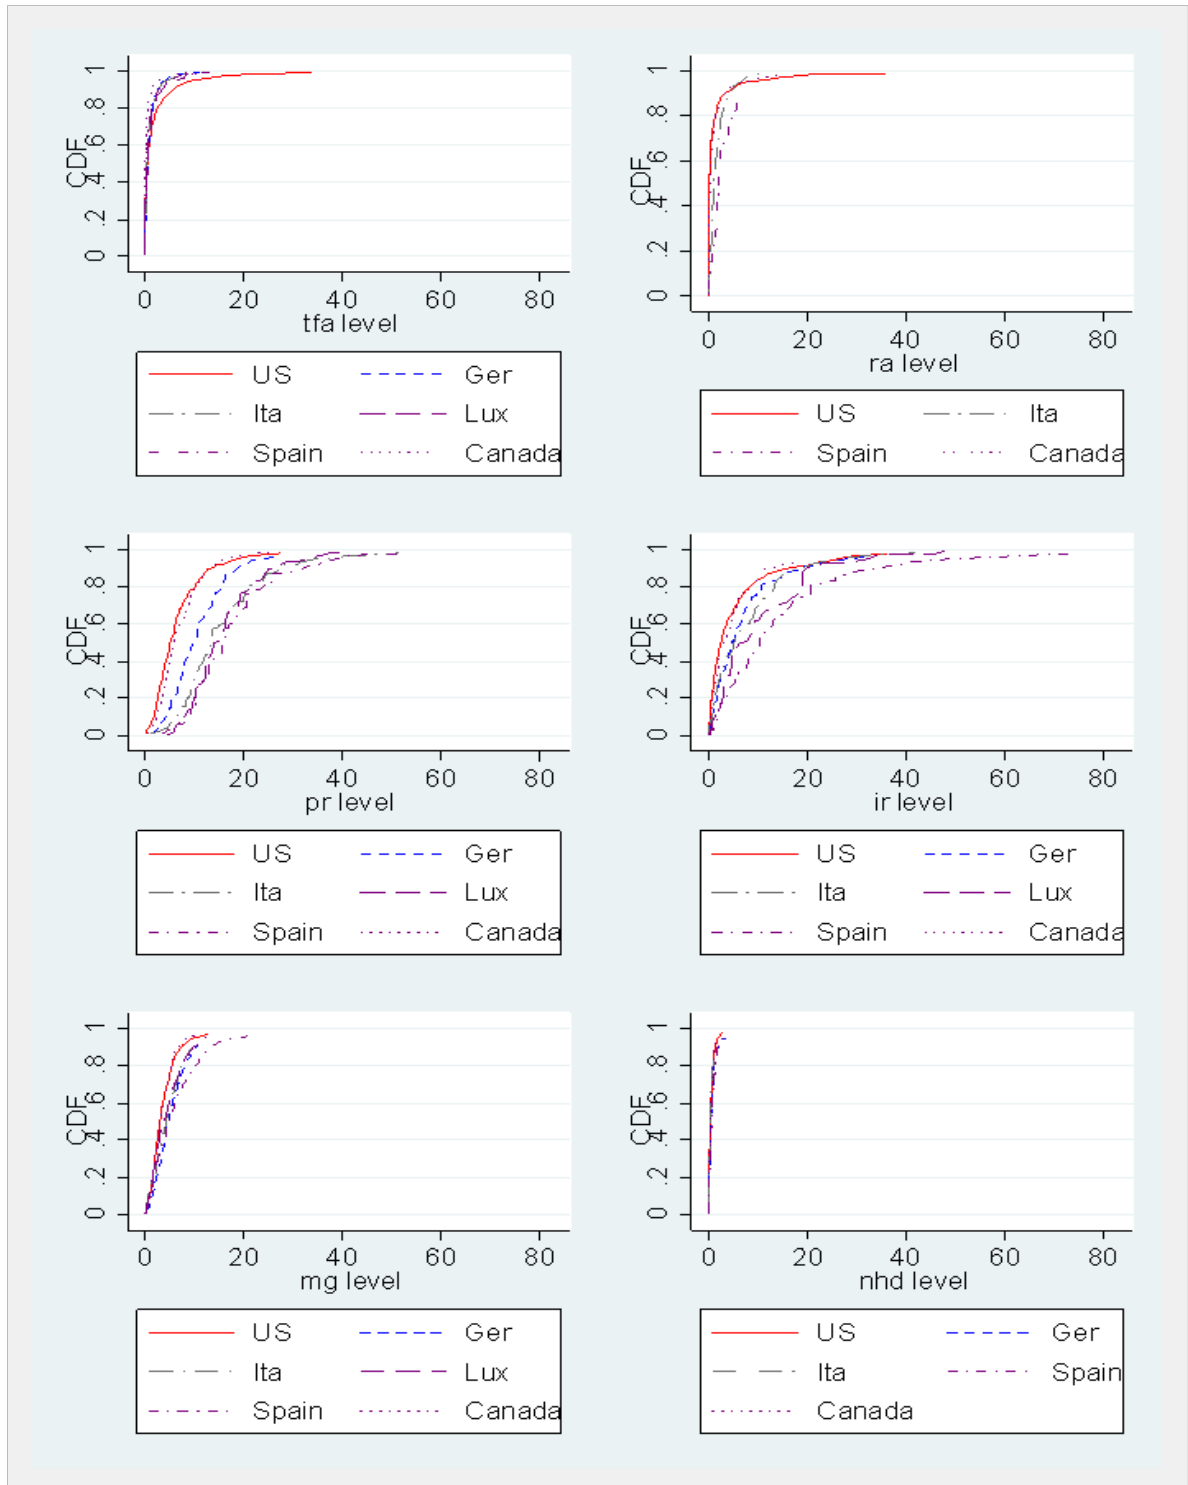 CDF
0 .2 .4 .6 .8 1
0 20 40 60 80
tfa level
US Ger
Ita Lux
Spain Canada
CDF
0 .2 .4 .6 .8 1
0 20 40 60 80
ra level
US Ita
Spain Canada
CDF
0 .2 .4 .6 .8 1
0 20 40 60 80
pr level
US Ger
Ita Lux
Spain Canada
CDF
0 .2 .4 .6 .8 1
0 20 40 60 80
ir level
US Ger
Ita Lux
Spain Canada
CDF
0 .2 .4 .6 .8 1
0 20 40 60 80
mg level
US Ger
Ita Lux
Spain Canada
CDF
0 .2 .4 .6 .8 1
0 20 40 60 80
nhd level
US Ger
Ita Spain
Canada